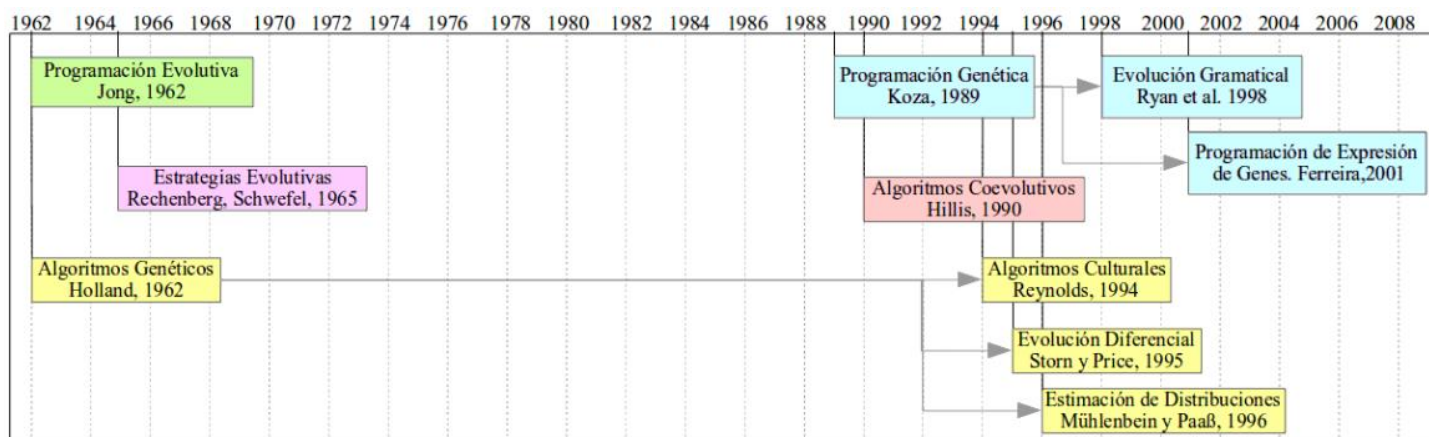 1962 1964 1966 1968 1970 1972 1974 1976 1978 1980 1982 1984 1986 1988 1990 1992 1994 1996 1998 2000 2002 2004 2006 2008
Programación Evolutiva
Jong, 1962
Programación Genética
Koza, 1989
Evolución Gramatical
Ryan et al. 1998
Programación de Expresión
de Genes. Ferreira,2001
Estrategias Evolutivas
Rechenberg, Schwefel, 1965
Algoritmos Coevolutivos
Hillis, 1990
Algoritmos Genéticos
Holland, 1962
Algoritmos Culturales
Reynolds, 1994
Evolución Diferencial
Storn y Price, 1995
Estimación de Distribuciones
Mühlenbein y Paaß, 1996